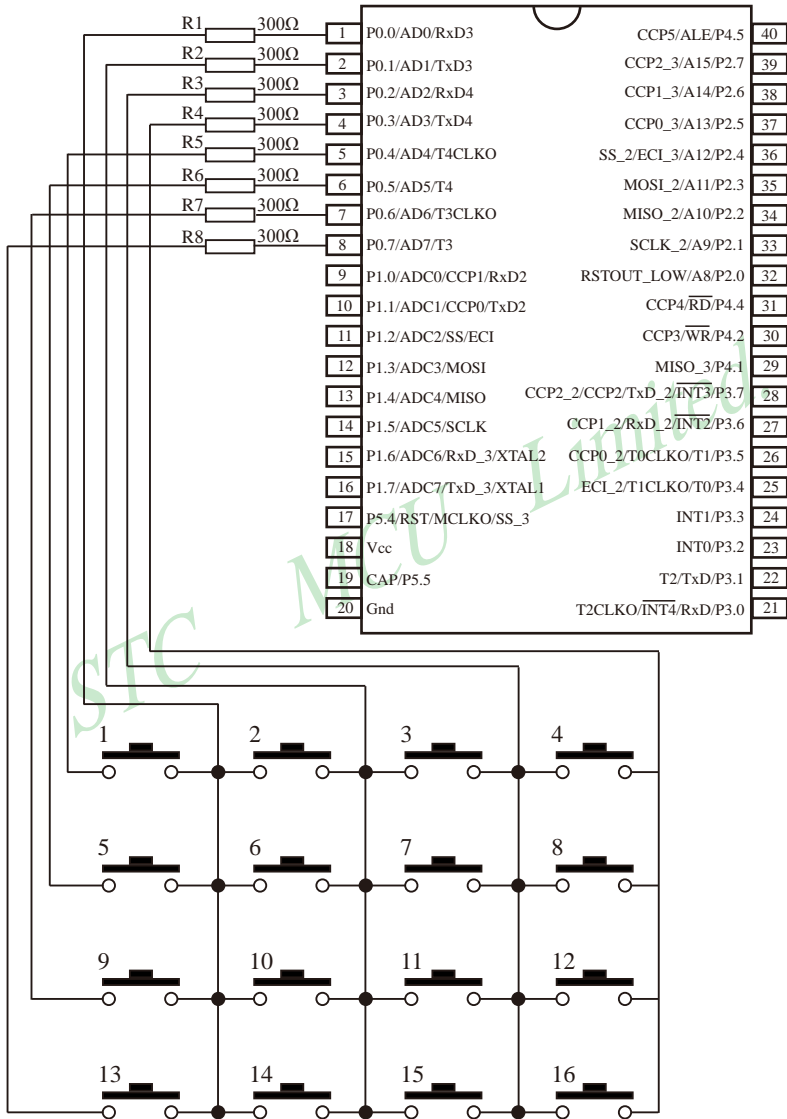 R1 300Ω 1 P0.0/AD0/RxD3 CCP5/ALE/P4.5 40
R2 300Ω 2 P0.1/AD1/TxD3 CCP2_3/A15/P2.7 39
R3 300Ω 3 P0.2/AD2/RxD4 CCP1_3/A14/P2.6 38
R4 300Ω 4 P0.3/AD3/TxD4 CCP0_3/A13/P2.5 37
R5 300Ω 5 P0.4/AD4/T4CLKO SS_2/ECI_3/A12/P2.4 36
R6 300Ω 6 P0.5/AD5/T4 MOSI_2/A11/P2.3 35
R7 300Ω 7 P0.6/AD6/T3CLKO MISO_2/A10/P2.2 34
R8 300Ω 8 P0.7/AD7/T3 SCLK_2/A9/P2.1 33
9 P1.0/ADC0/CCP1/RxD2 RSTOUT_LOW/A8/P2.0 32
10 P1.1/ADC1/CCP0/TxD2 CCP4/RD/P4.4 31
11 P1.2/ADC2/SS/ECI CCP3/WR/P4.2 30
12 P1.3/ADC3/MOSI MISO_3/P4.1 29
13 P1.4/ADC4/MISO CCP2_2/CCP2/TxD_2/INT3/P3.7 28
14 P1.5/ADC5/SCLK CCP1_2/RxD_2/INT2/P3.6 27
15 P1.6/ADC6/RxD_3/XTAL2 CCP0_2/T0CLKO/T1/P3.5 26
16 P1.7/ADC7/TxD_3/XTAL1 ECI_2/T1CLKO/T0/P3.4 25
17 P5.4/RST/MCLKO/SS_3 INT1/P3.3 24
18 Vcc INT0/P3.2 23
19 CAP/P5.5 T2/TxD/P3.1 22
20 Gnd T2CLKO/INT4/RxD/P3.0 21
STC MCU Limited.
1 2 3 4
5 6 7 8
9 10 11 12
13 14 15 16